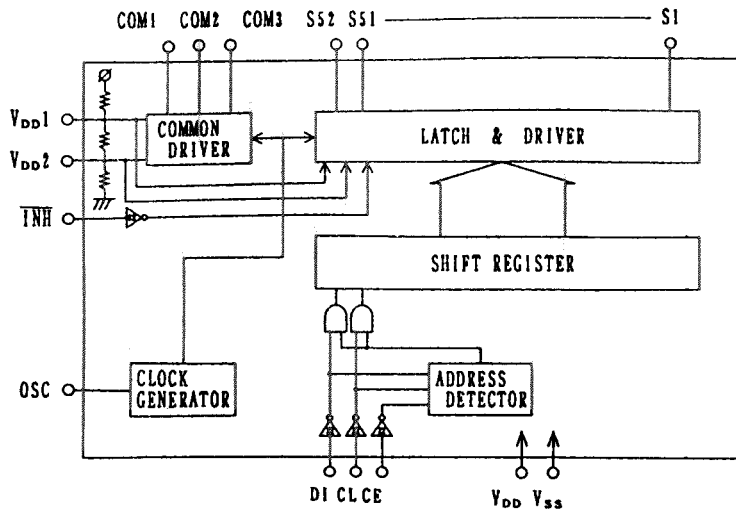 COM1 COM2 COM3 S52 S51 S1
VDD1
COMMON
DRIVER
LATCH & DRIVER
VDD2
INH
SHIFT REGISTER
OSC
CLOCK
GENERATOR
ADDRESS
DETECTOR
DI CL CE
VDD VSS